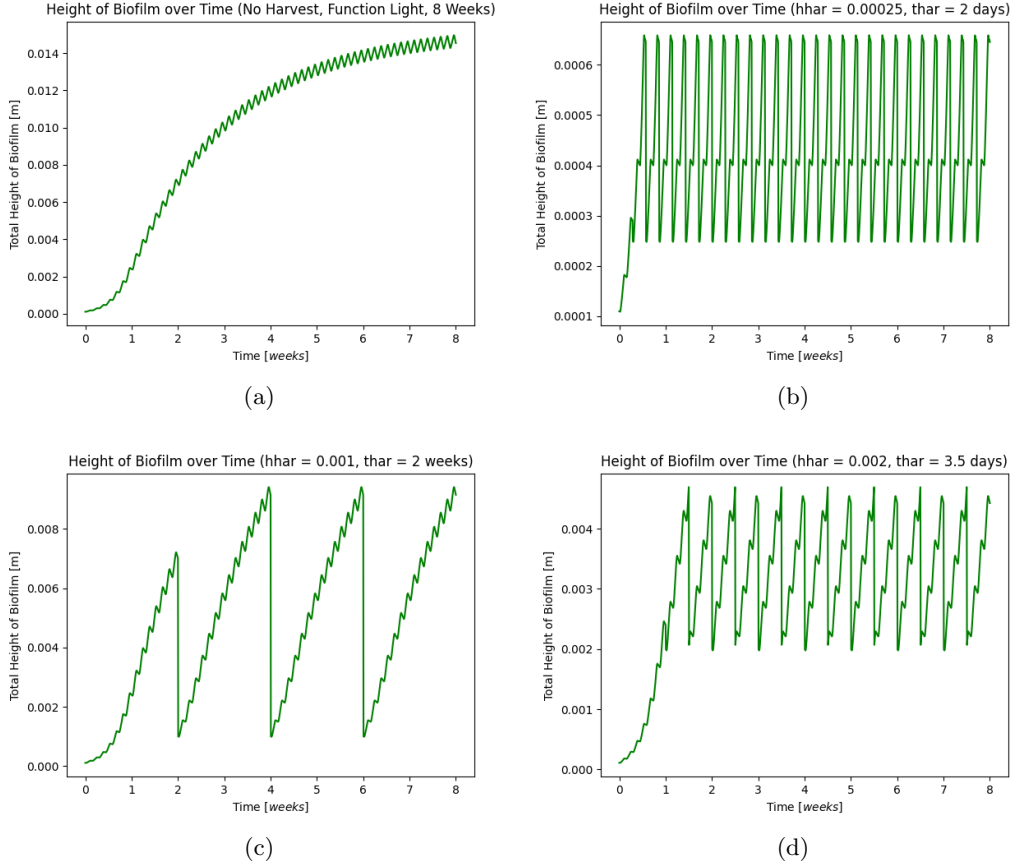 Height of Biofilm over Time (No Harvest, Function Light, 8 Weeks)
Total Height of Biofilm [m]
0.014
0.012
0.010
0.008
0.006
0.004
0.002
0.000
0 1 2 3 4 5 6 7 8
Time [weeks]
(a)
Height of Biofilm over Time (hhar = 0.00025, thar = 2 days)
Total Height of Biofilm [m]
0.0006
0.0005
0.0004
0.0003
0.0002
0.0001
0 1 2 3 4 5 6 7 8
Time [weeks]
(b)
Height of Biofilm over Time (hhar = 0.001, thar = 2 weeks)
Total Height of Biofilm [m]
0.008
0.006
0.004
0.002
0.000
0 1 2 3 4 5 6 7 8
Time [weeks]
(c)
Height of Biofilm over Time (hhar = 0.002, thar = 3.5 days)
Total Height of Biofilm [m]
0.004
0.003
0.002
0.001
0.000
0 1 2 3 4 5 6 7 8
Time [weeks]
(d)